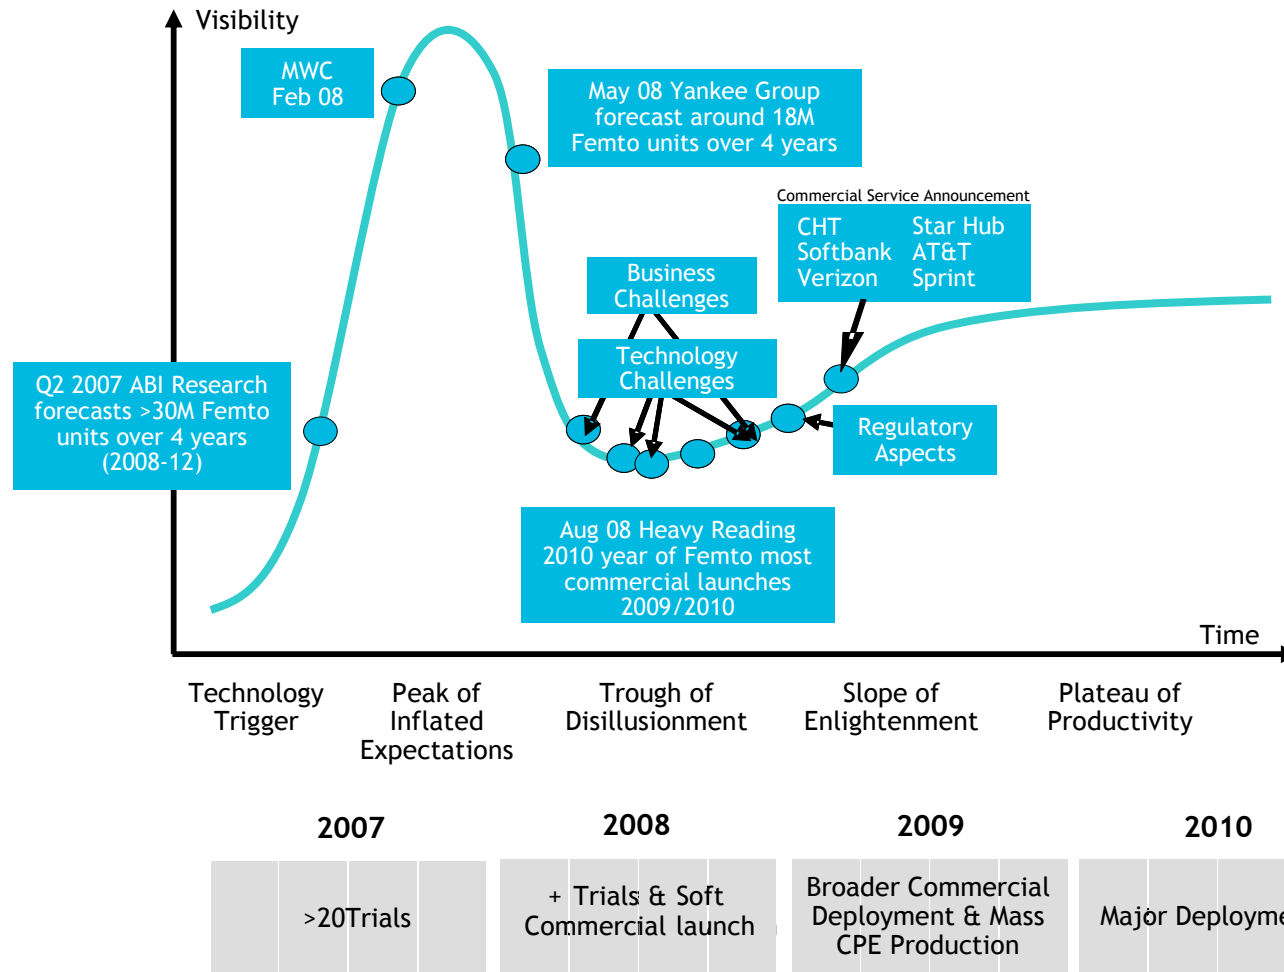 Visibility
MWC
Feb 08
May 08 Yankee Group
forecast around 18M
Femto units over 4 years
Commercial Service Announcement
CHT Star Hub
Softbank AT&T
Verizon Sprint
Business
Challenges
Technology
Challenges
Q2 2007 ABI Research
forecasts >30M Femto
units over 4 years
(2008-12)
Regulatory
Aspects
Aug 08 Heavy Reading
2010 year of Femto most
commercial launches
2009/2010
Time
Technology
Trigger
Peak of
Inflated
Expectations
Trough of
Disillusionment
Slope of
Enlightenment
Plateau of
Productivity
2007
2008
2009
2010
>20Trials
+ Trials & Soft
Commercial launch
Broader Commercial
Deployment & Mass
CPE Production
Major Deployme